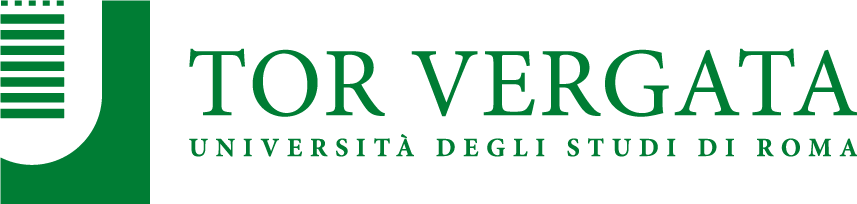 TOR VERGATA
UNIVERSITÀ DEGLI STUDI DI ROMA